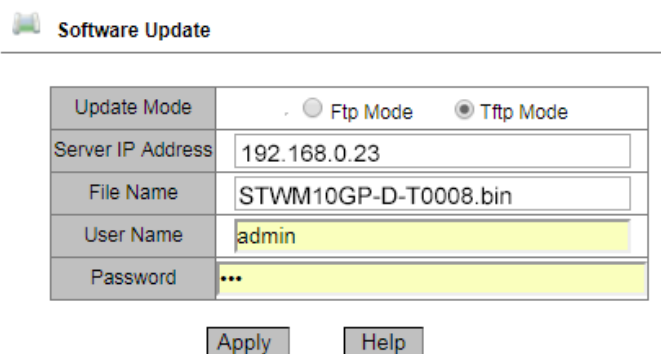 Software Update
Update Mode Ftp Mode Tftp Mode
Server IP Address 192.168.0.23
File Name STWM10GP-D-T0008.bin
User Name admin
Password •••
Apply Help